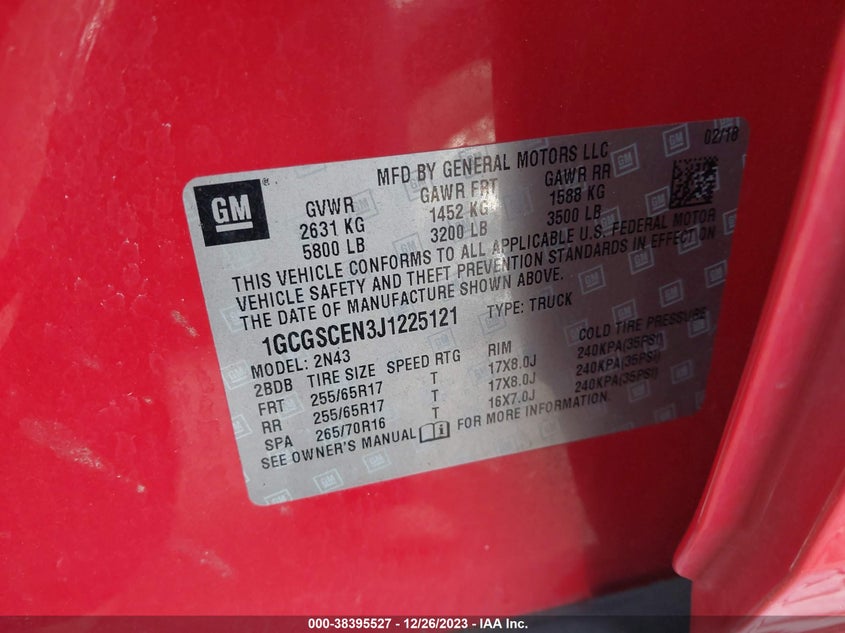 02/18
MFD BY GENERAL MOTORS LLC
GM ®
GVWR GAWR FRT GAWR RR
2631 KG 1452 KG 1588 KG
5800 LB 3200 LB 3500 LB
THIS VEHICLE CONFORMS TO ALL APPLICABLE U.S. FEDERAL MOTOR
VEHICLE SAFETY AND THEFT PREVENTION STANDARDS IN EFFECT ON
THE DATE OF MANUFACTURE SHOWN ABOVE.
1GCGSCEN3J1225121 TYPE: TRUCK
MODEL: 2N43
2BDB TIRE SIZE SPEED RTG RIM COLD TIRE PRESSURE
FRT 255/65R17 T 17X8.0J 240KPA(35PSI)
RR 255/65R17 T 17X8.0J 240KPA(35PSI)
SPA 265/70R16 T 16X7.0J 240KPA(35PSI)
SEE OWNER'S MANUAL FOR MORE INFORMATION.
000-38395527 - 12/26/2023 - IAA Inc.